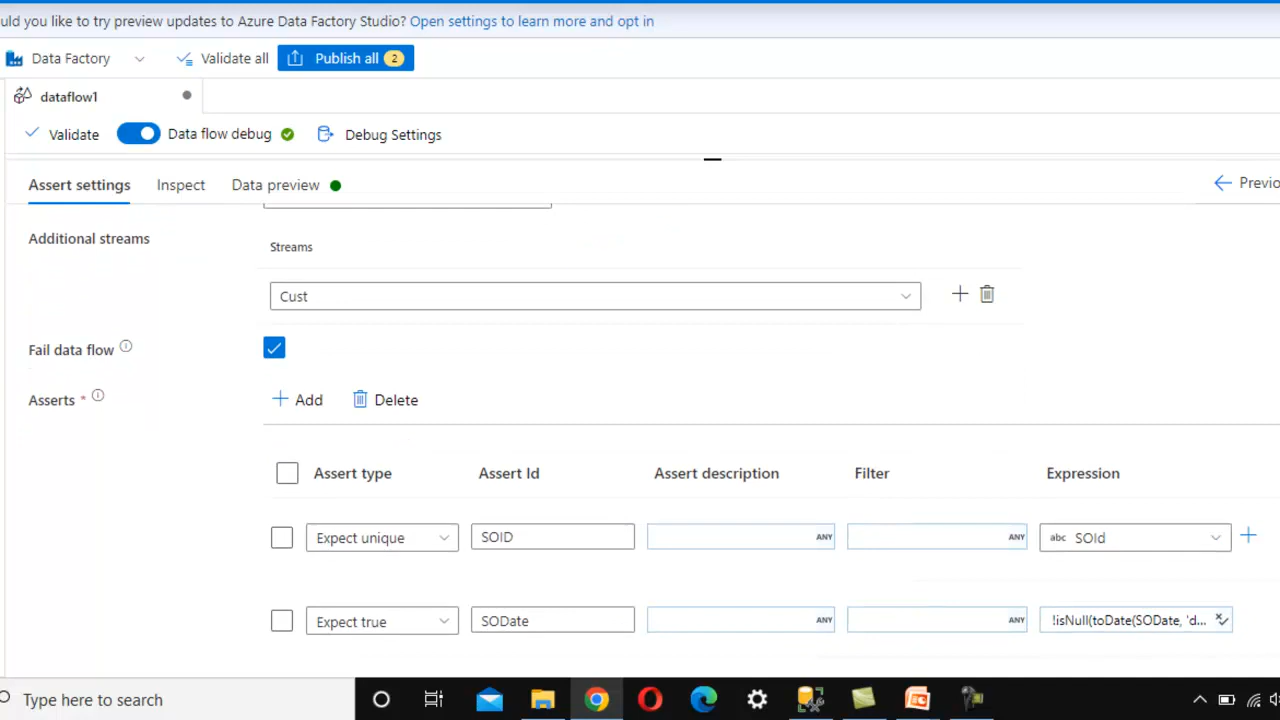 uld you like to try preview updates to Azure Data Factory Studio? Open settings to learn more and opt in
Data Factory Validate all Publish all 2
dataflow1
Validate Data flow debug Debug Settings
Assert settings Inspect Data preview Previo
Additional streams Streams
Cust
Fail data flow
Asserts * Add Delete
Assert type Assert Id Assert description Filter Expression
Expect unique SOID ANY ANY abc SOId
Expect true SODate ANY ANY !isNull(toDate(SODate, 'd...
Type here to search